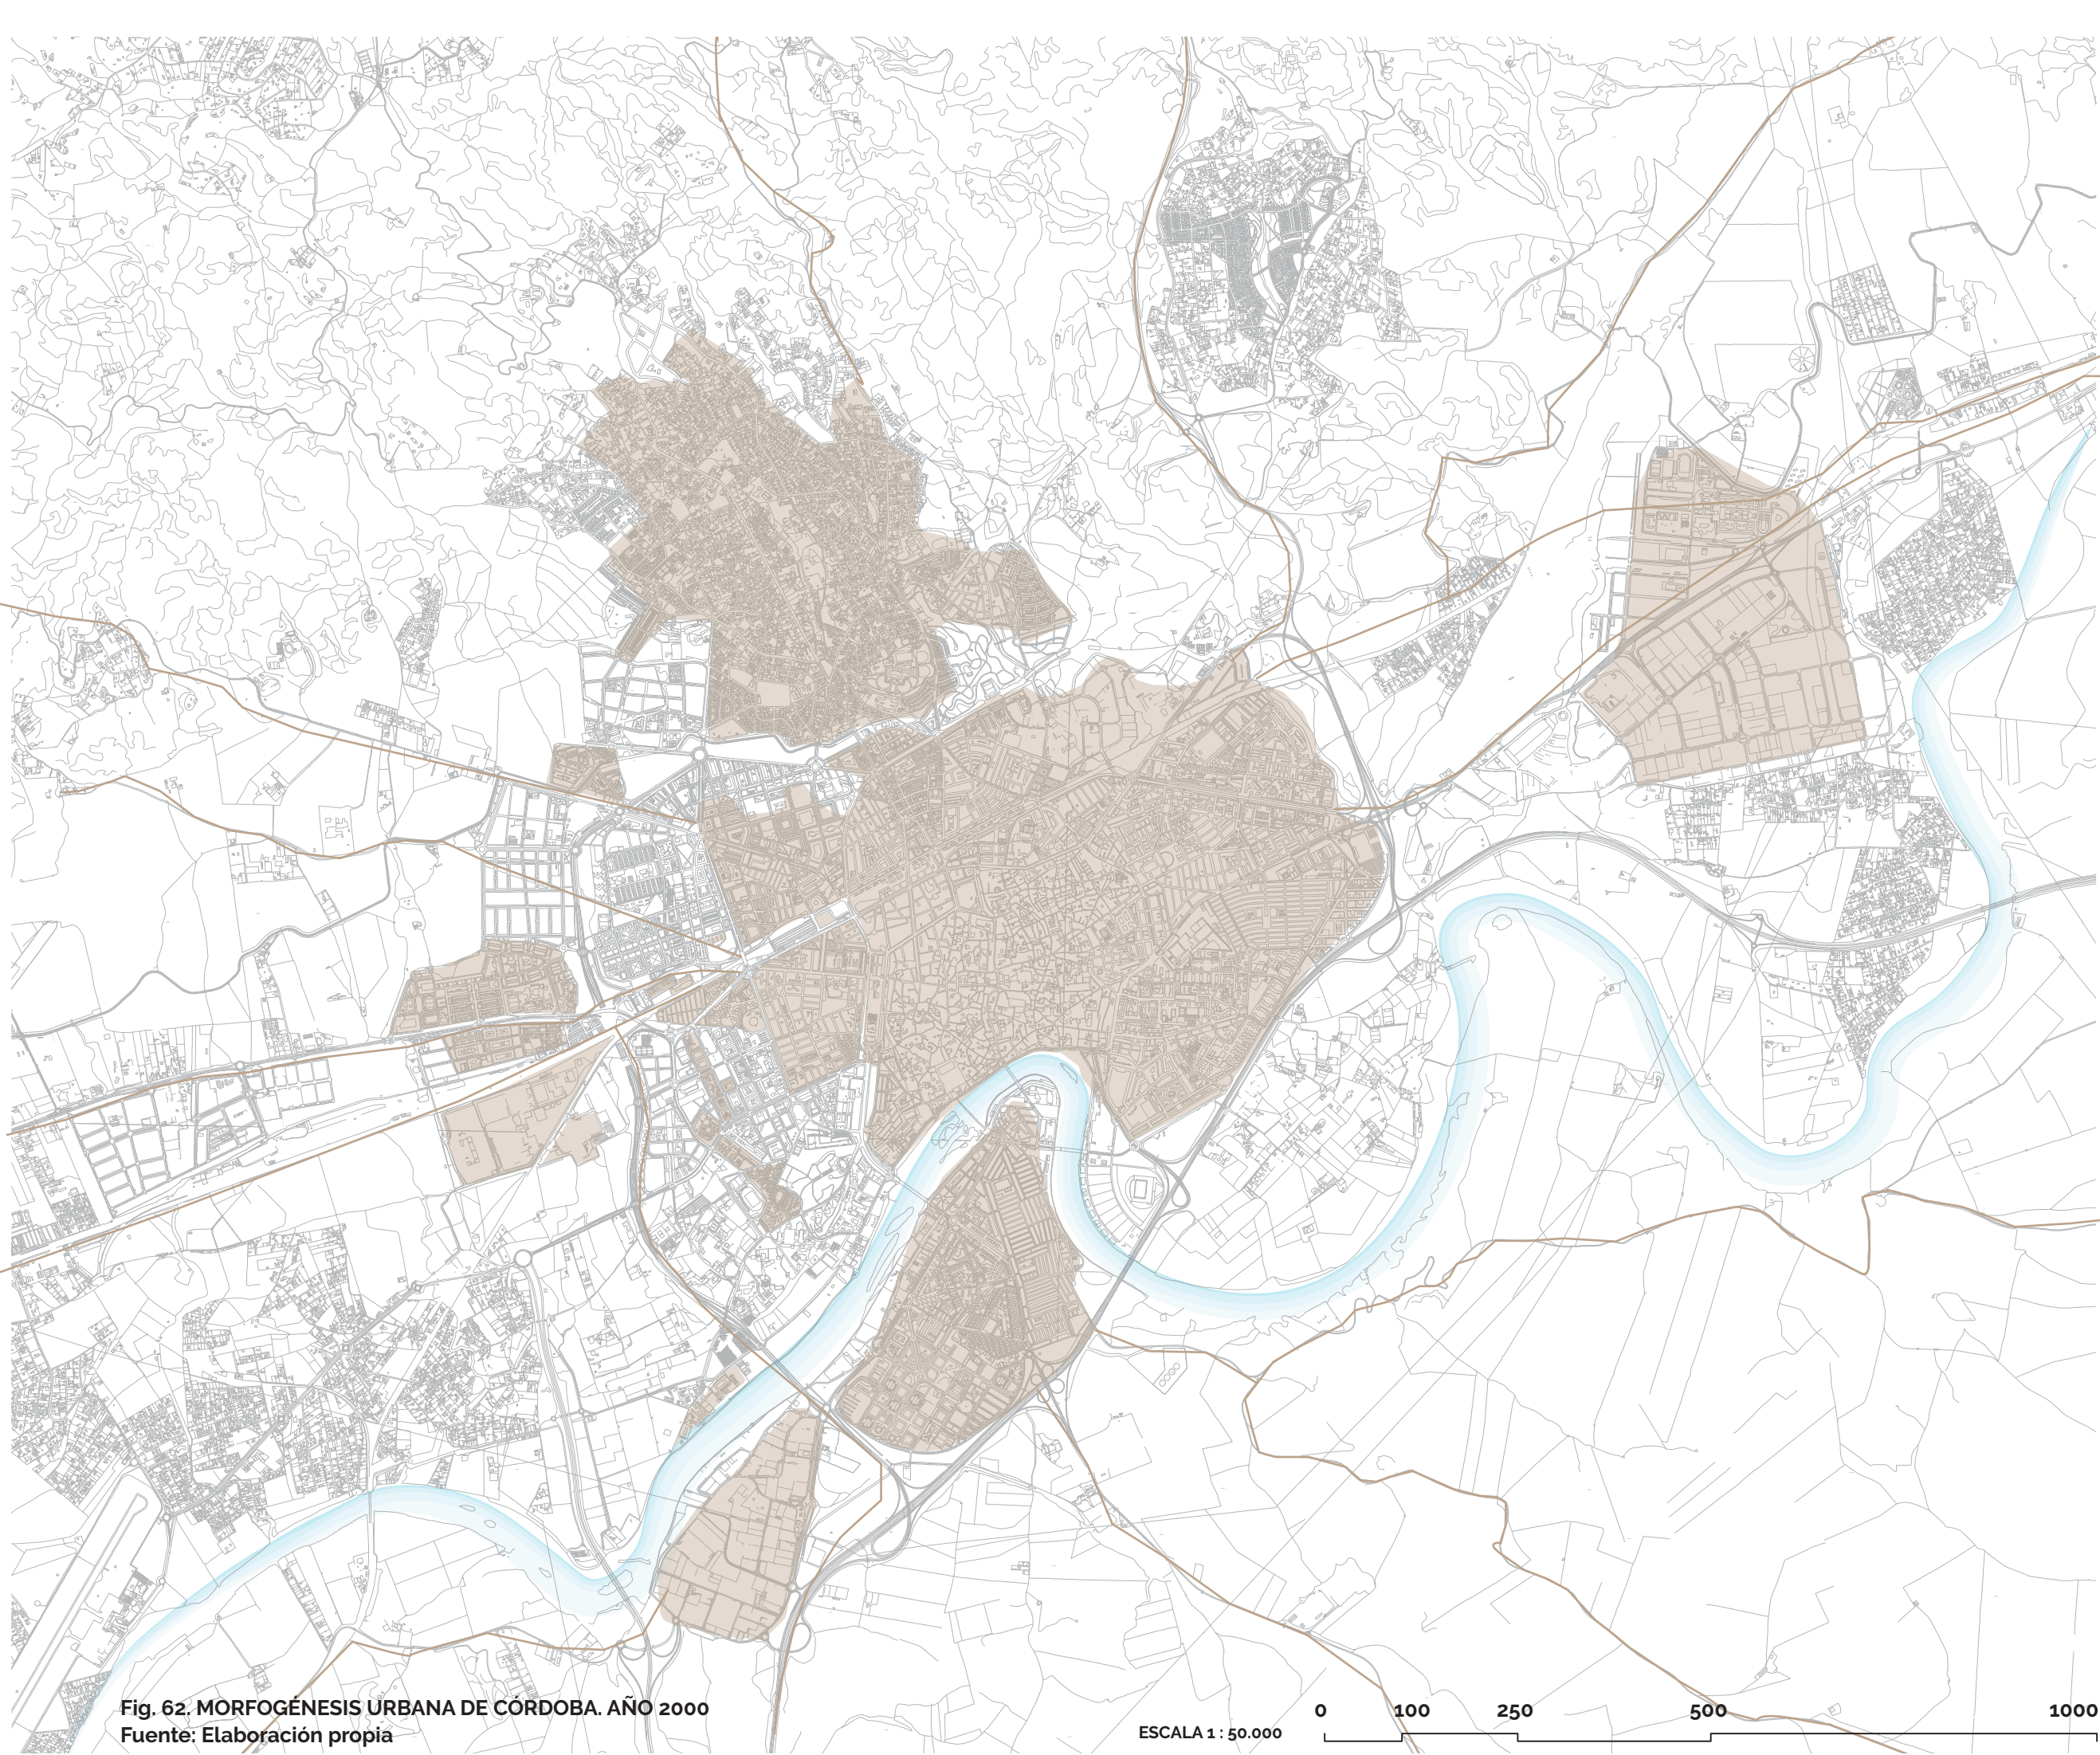 Fig. 62. MORFOGÉNESIS URBANA DE CÓRDOBA. AÑO 2000
Fuente: Elaboración propia
ESCALA 1 : 50.000
0 100 250 500 1000